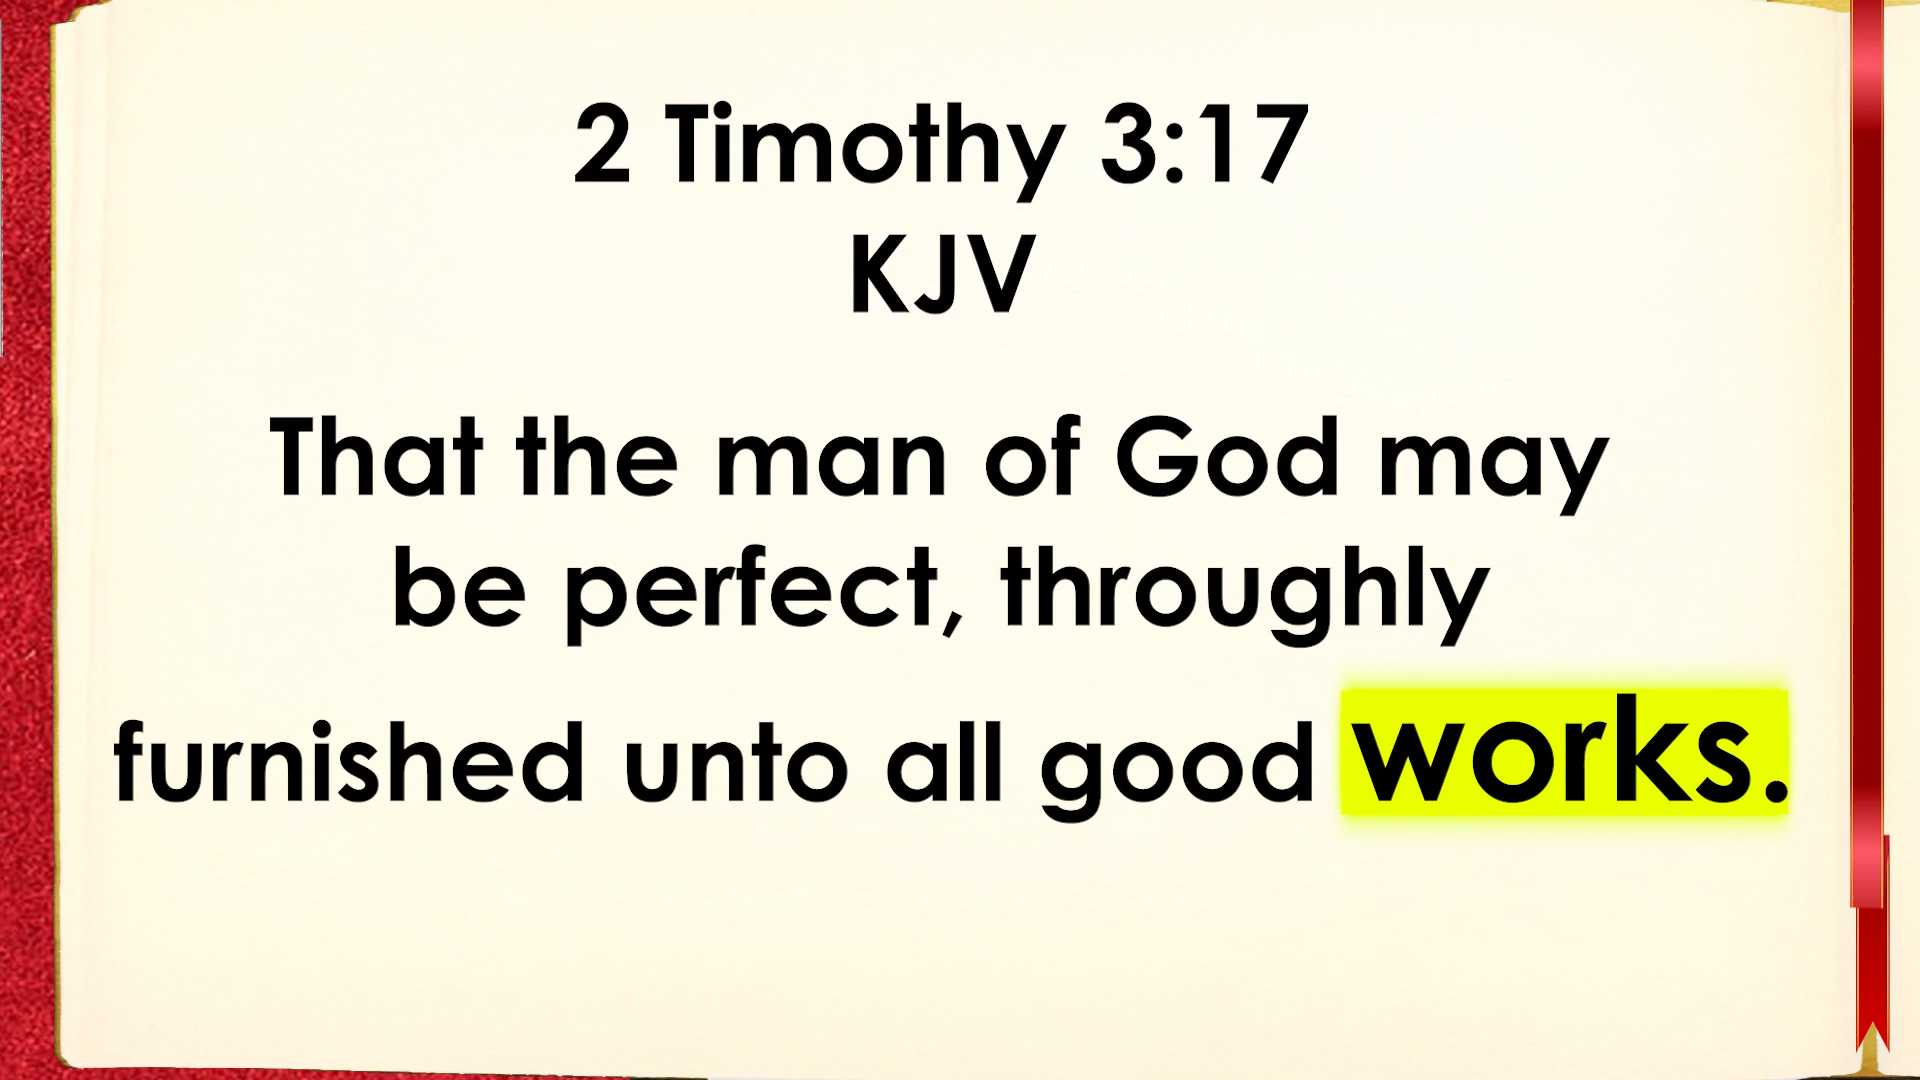 2 Timothy 3:17
KJV
That the man of God may
be perfect, throughly
furnished unto all good works.